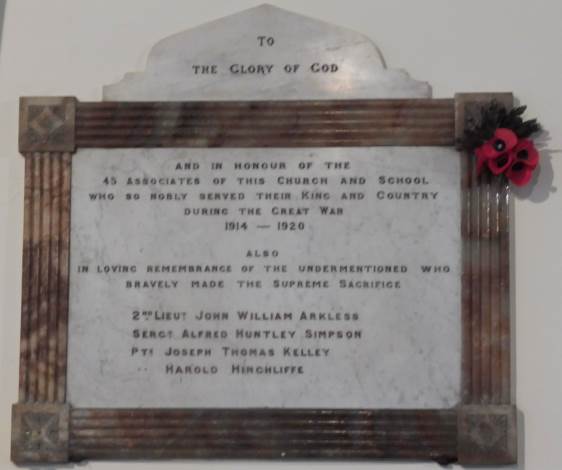 TO
THE GLORY OF GOD
AND IN HONOUR OF THE
45 ASSOCIATES OF THIS CHURCH AND SCHOOL
WHO SO NOBLY SERVED THEIR KING AND COUNTRY
DURING THE GREAT WAR
1914 — 1920
ALSO
IN LOVING REMEMBRANCE OF THE UNDERMENTIONED WHO
BRAVELY MADE THE SUPREME SACRIFICE
2ND LIEUT JOHN WILLIAM ARKLESS
SERGT ALFRED HUNTLEY SIMPSON
PTE JOSEPH THOMAS KELLEY
" HAROLD HINCHLIFFE